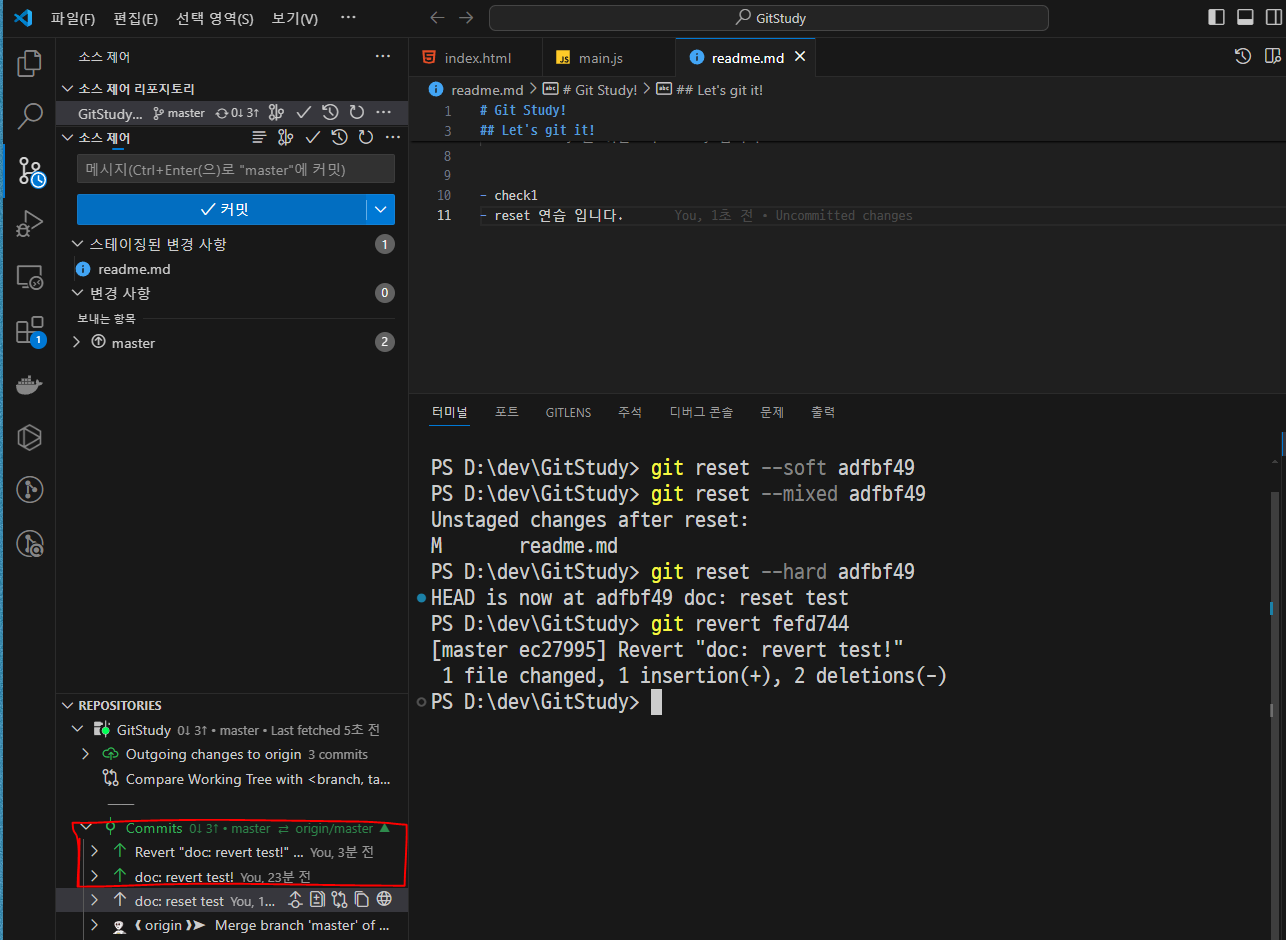 파일(F) 편집(E) 선택 영역(S) 보기(V) ··· GitStudy
소스 제어 ···
소스 제어 리포지토리
GitStudy... master 0↓ 3↑ ···
소스 제어 ···
메시지(Ctrl+Enter(으)로 "master"에 커밋)
커밋
스테이징된 변경 사항 1
readme.md
변경 사항 0
보내는 항목
master 2
1
REPOSITORIES
GitStudy 0↓ 3↑ • master • Last fetched 5초 전
Outgoing changes to origin 3 commits
Compare Working Tree with <branch, ta...
Commits 0↓ 3↑ • master ⇄ origin/master
Revert "doc: revert test!" ... You, 3분 전
doc: revert test! You, 23분 전
doc: reset test You, 1...
origin Merge branch 'master' of ...
index.html JS main.js readme.md
readme.md > # Git Study! > ## Let's git it!
1 # Git Study!
3 ## Let's git it!
8
9
10 - check1
11 - reset 연습 입니다. You, 1초 전 • Uncommitted changes
터미널 포트 GITLENS 주석 디버그 콘솔 문제 출력
PS D:\dev\GitStudy> git reset --soft adfbf49
PS D:\dev\GitStudy> git reset --mixed adfbf49
Unstaged changes after reset:
M readme.md
PS D:\dev\GitStudy> git reset --hard adfbf49
HEAD is now at adfbf49 doc: reset test
PS D:\dev\GitStudy> git revert fefd744
[master ec27995] Revert "doc: revert test!"
1 file changed, 1 insertion(+), 2 deletions(-)
PS D:\dev\GitStudy>